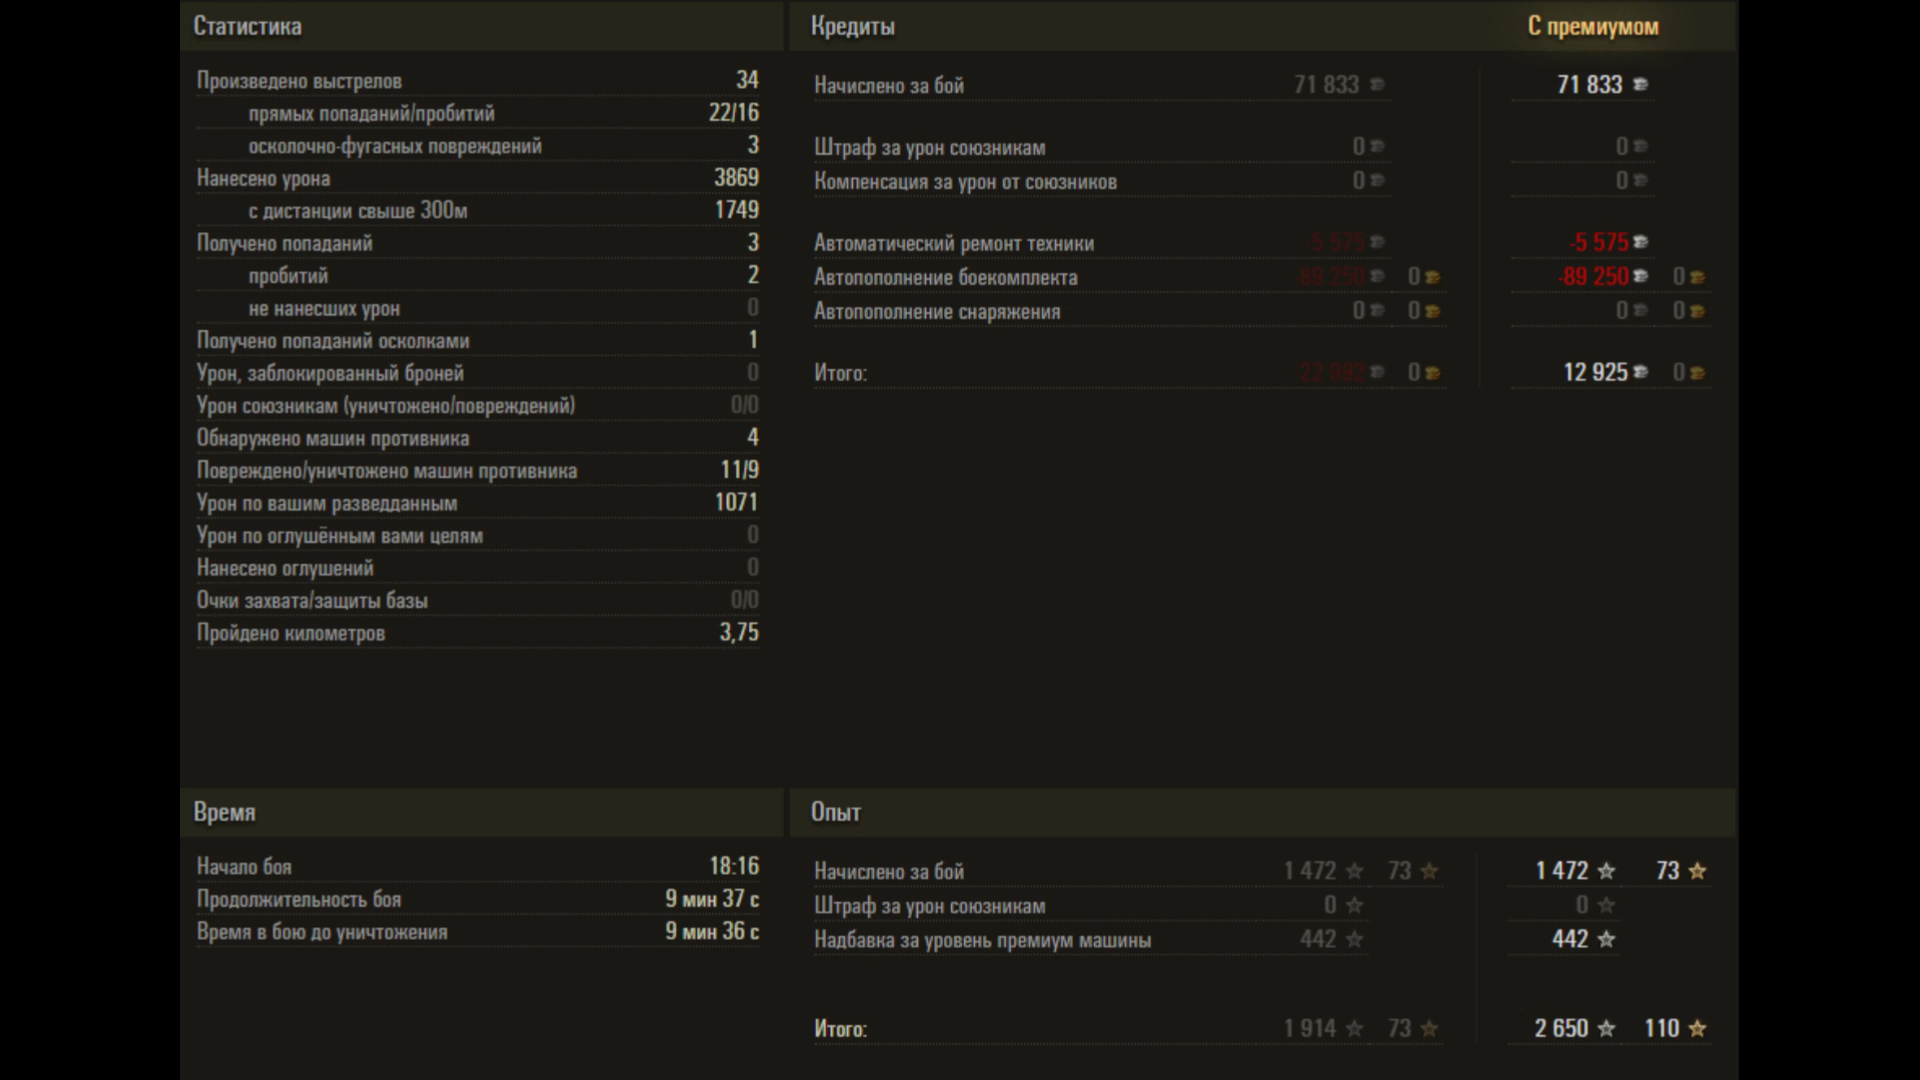 Статистика
Произведено выстрелов 34
прямых попаданий/пробитий 22/16
осколочно-фугасных повреждений 3
Нанесено урона 3869
с дистанции свыше 300м 1749
Получено попаданий 3
пробитий 2
не нанесших урон 0
Получено попаданий осколками 1
Урон, заблокированный броней 0
Урон союзникам (уничтожено/повреждений) 0/0
Обнаружено машин противника 4
Повреждено/уничтожено машин противника 11/9
Урон по вашим разведданным 1071
Урон по оглушённым вами целям 0
Нанесено оглушений 0
Очки захвата/защиты базы 0/0
Пройдено километров 3,75
Кредиты С премиумом
Начислено за бой 71 833 71 833
Штраф за урон союзникам 0 0
Компенсация за урон от союзников 0 0
Автоматический ремонт техники -5 575 -5 575
Автопополнение боекомплекта -89 250 0 -89 250 0
Автопополнение снаряжения 0 0 0 0
Итого: -22 992 0 12 925 0
Время
Начало боя 18:16
Продолжительность боя 9 мин 37 с
Время в бою до уничтожения 9 мин 36 с
Опыт
Начислено за бой 1 472 73 1 472 73
Штраф за урон союзникам 0 0
Надбавка за уровень премиум машины 442 442
Итого: 1 914 73 2 650 110